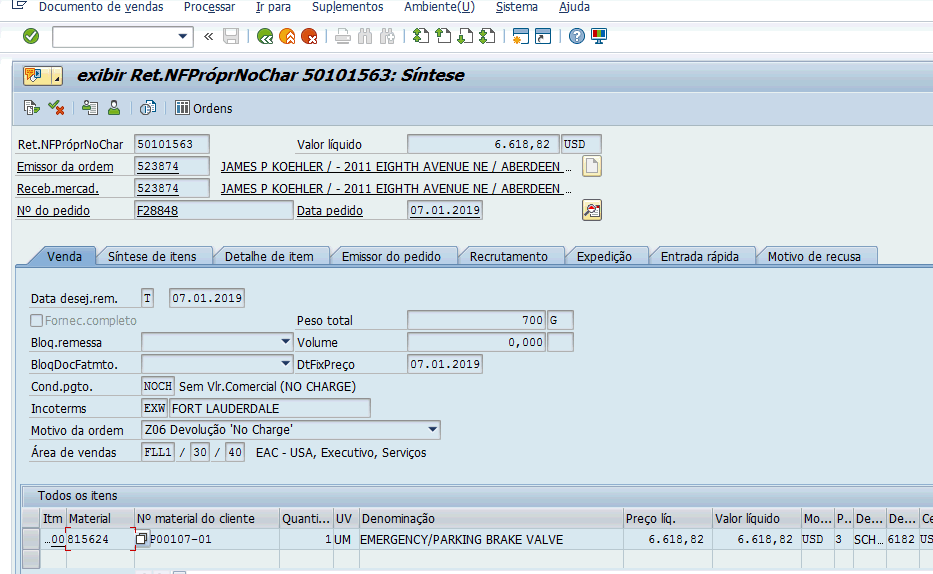 Documento de vendas Processar Ir para Suplementos Ambiente(U) Sistema Ajuda
exibir Ret.NFPróprNoChar 50101563: Síntese
Ordens
Ret.NFPróprNoChar 50101563 Valor líquido 6.618,82 USD
Emissor da ordem 523874 JAMES P KOEHLER / - 2011 EIGHTH AVENUE NE / ABERDEEN ...
Receb.mercad. 523874 JAMES P KOEHLER / - 2011 EIGHTH AVENUE NE / ABERDEEN ...
Nº do pedido F28848 Data pedido 07.01.2019
Venda Síntese de itens Detalhe de item Emissor do pedido Recrutamento Expedição Entrada rápida Motivo de recusa
Data desej.rem. T 07.01.2019
Fornec.completo Peso total 700 G
Bloq.remessa Volume 0,000
BloqDocFatmto. DtFixPreço 07.01.2019
Cond.pgto. NOCH Sem Vlr.Comercial (NO CHARGE)
Incoterms EXW FORT LAUDERDALE
Motivo da ordem Z06 Devolução 'No Charge'
Área de vendas FLL1 / 30 / 40 EAC - USA, Executivo, Serviços
Todos os itens
Itm Material Nº material do cliente Quanti... UV Denominação Preço líq. Valor líquido Mo... P.. De... De... Ce
...00 815624 P00107-01 1 UM EMERGENCY/PARKING BRAKE VALVE 6.618,82 6.618,82 USD 3 SCH... 6182 USD